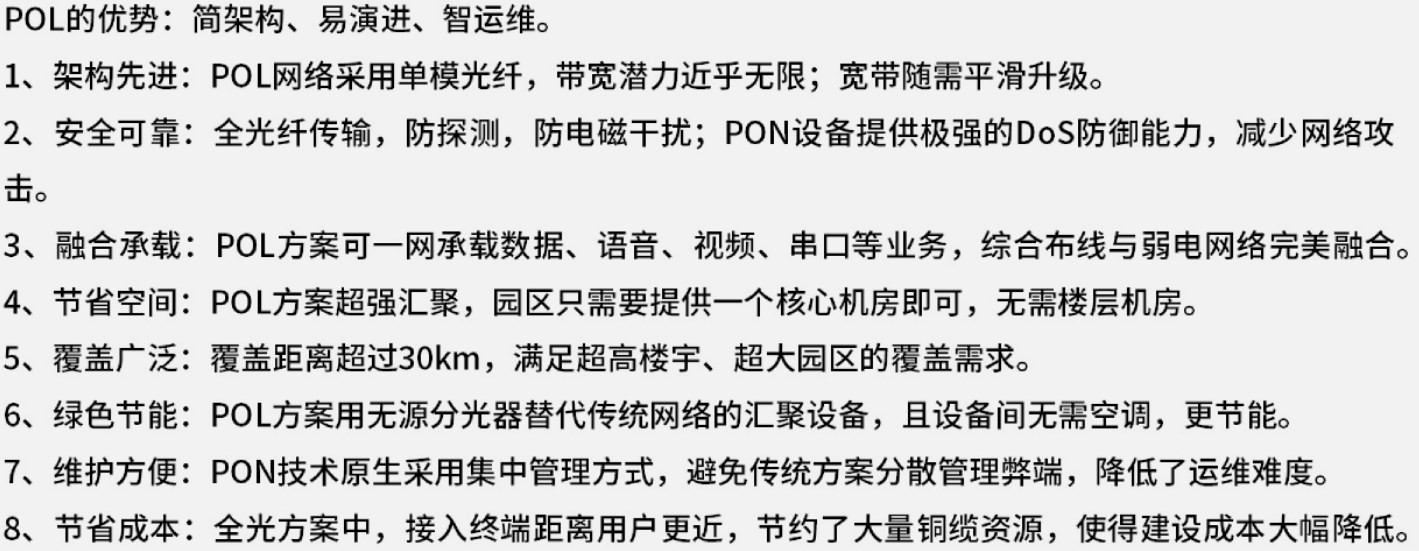 POL的优势：简架构、易演进、智运维。
1、架构先进：POL网络采用单模光纤，带宽潜力近乎无限；宽带随需平滑升级。
2、安全可靠：全光纤传输，防探测，防电磁干扰；PON设备提供极强的DoS防御能力，减少网络攻
击。
3、融合承载：POL方案可一网承载数据、语音、视频、串口等业务，综合布线与弱电网络完美融合。
4、节省空间：POL方案超强汇聚，园区只需要提供一个核心机房即可，无需楼层机房。
5、覆盖广泛：覆盖距离超过30km，满足超高楼宇、超大园区的覆盖需求。
6、绿色节能：POL方案用无源分光器替代传统网络的汇聚设备，且设备间无需空调，更节能。
7、维护方便：PON技术原生采用集中管理方式，避免传统方案分散管理弊端，降低了运维难度。
8、节省成本：全光方案中，接入终端距离用户更近，节约了大量铜缆资源，使得建设成本大幅降低。